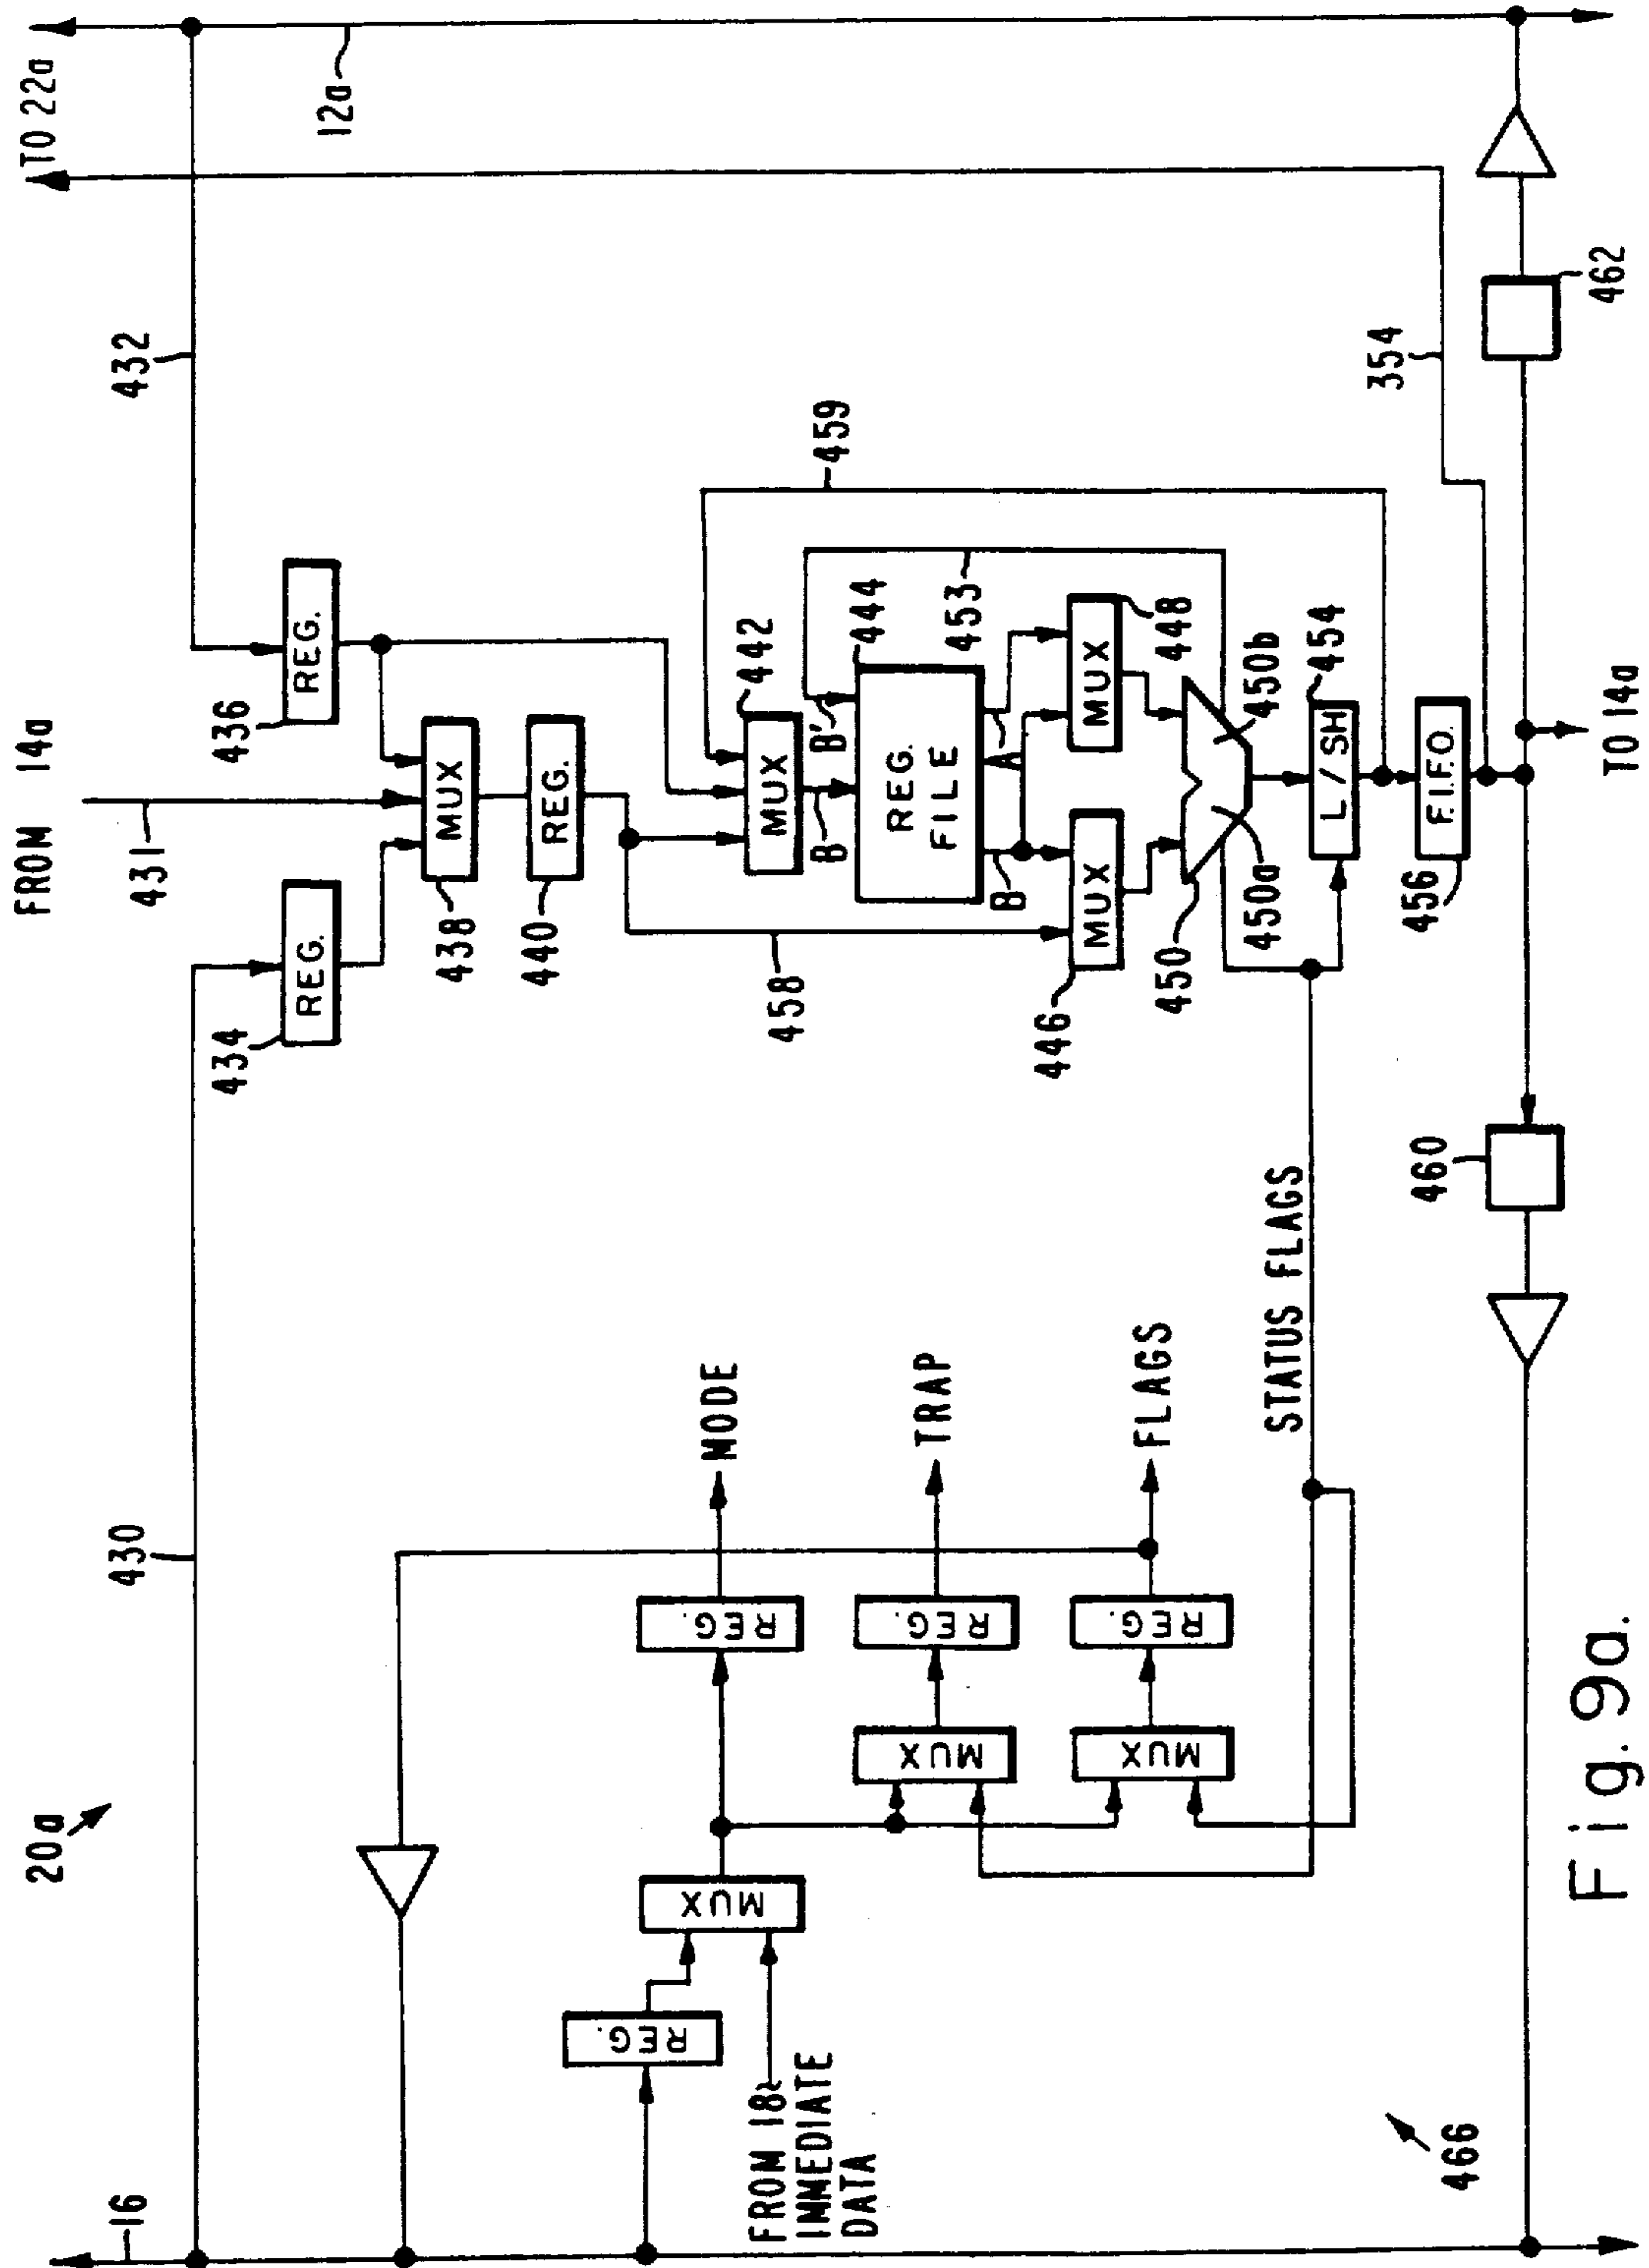 16
20a
430
FROM 14a
431
432
TO 22a
12a
434
REG.
REG.
436
438
MUX
440
REG.
MODE
REG.
MUX
REG.
FROM 18
IMMEDIATE
DATA
TRAP
REG.
MUX
FLAGS
REG.
MUX
442
MUX
459
B
B'
444
REG.
FILE
453
458
B
A
446
MUX
MUX
448
450
450a
450b
STATUS FLAGS
L/SH
454
456
F.I.F.O.
354
460
462
TO 14a
466
Fig. 9a.